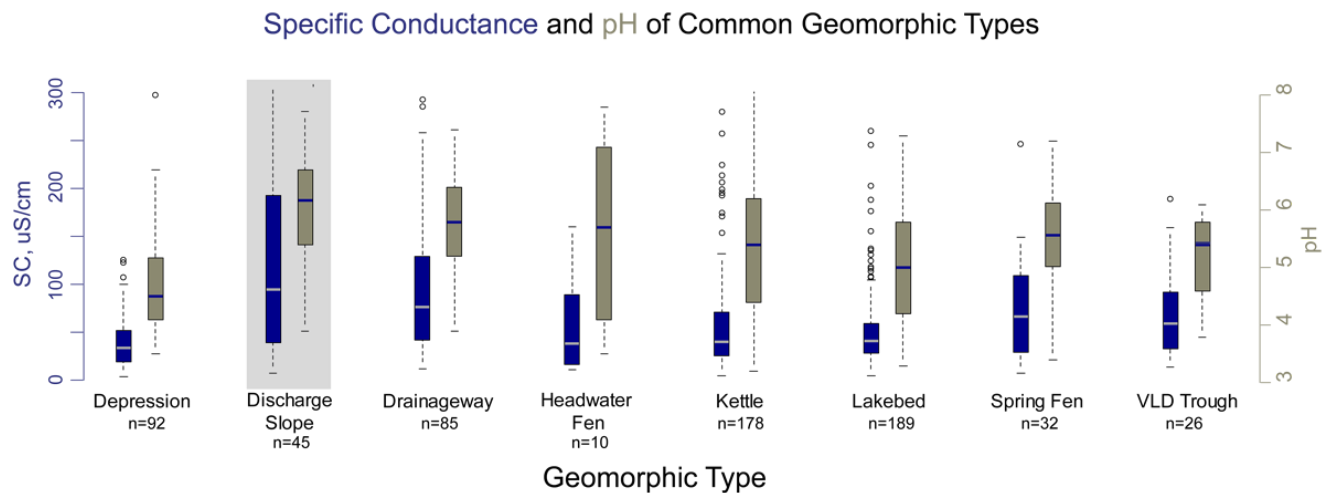 Specific Conductance and pH of Common Geomorphic Types
SC, uS/cm
300
200
100
0
8
7
6
5
4
3
pH
Depression
n=92
Discharge
Slope
n=45
Drainageway
n=85
Headwater
Fen
n=10
Kettle
n=178
Lakebed
n=189
Spring Fen
n=32
VLD Trough
n=26
Geomorphic Type